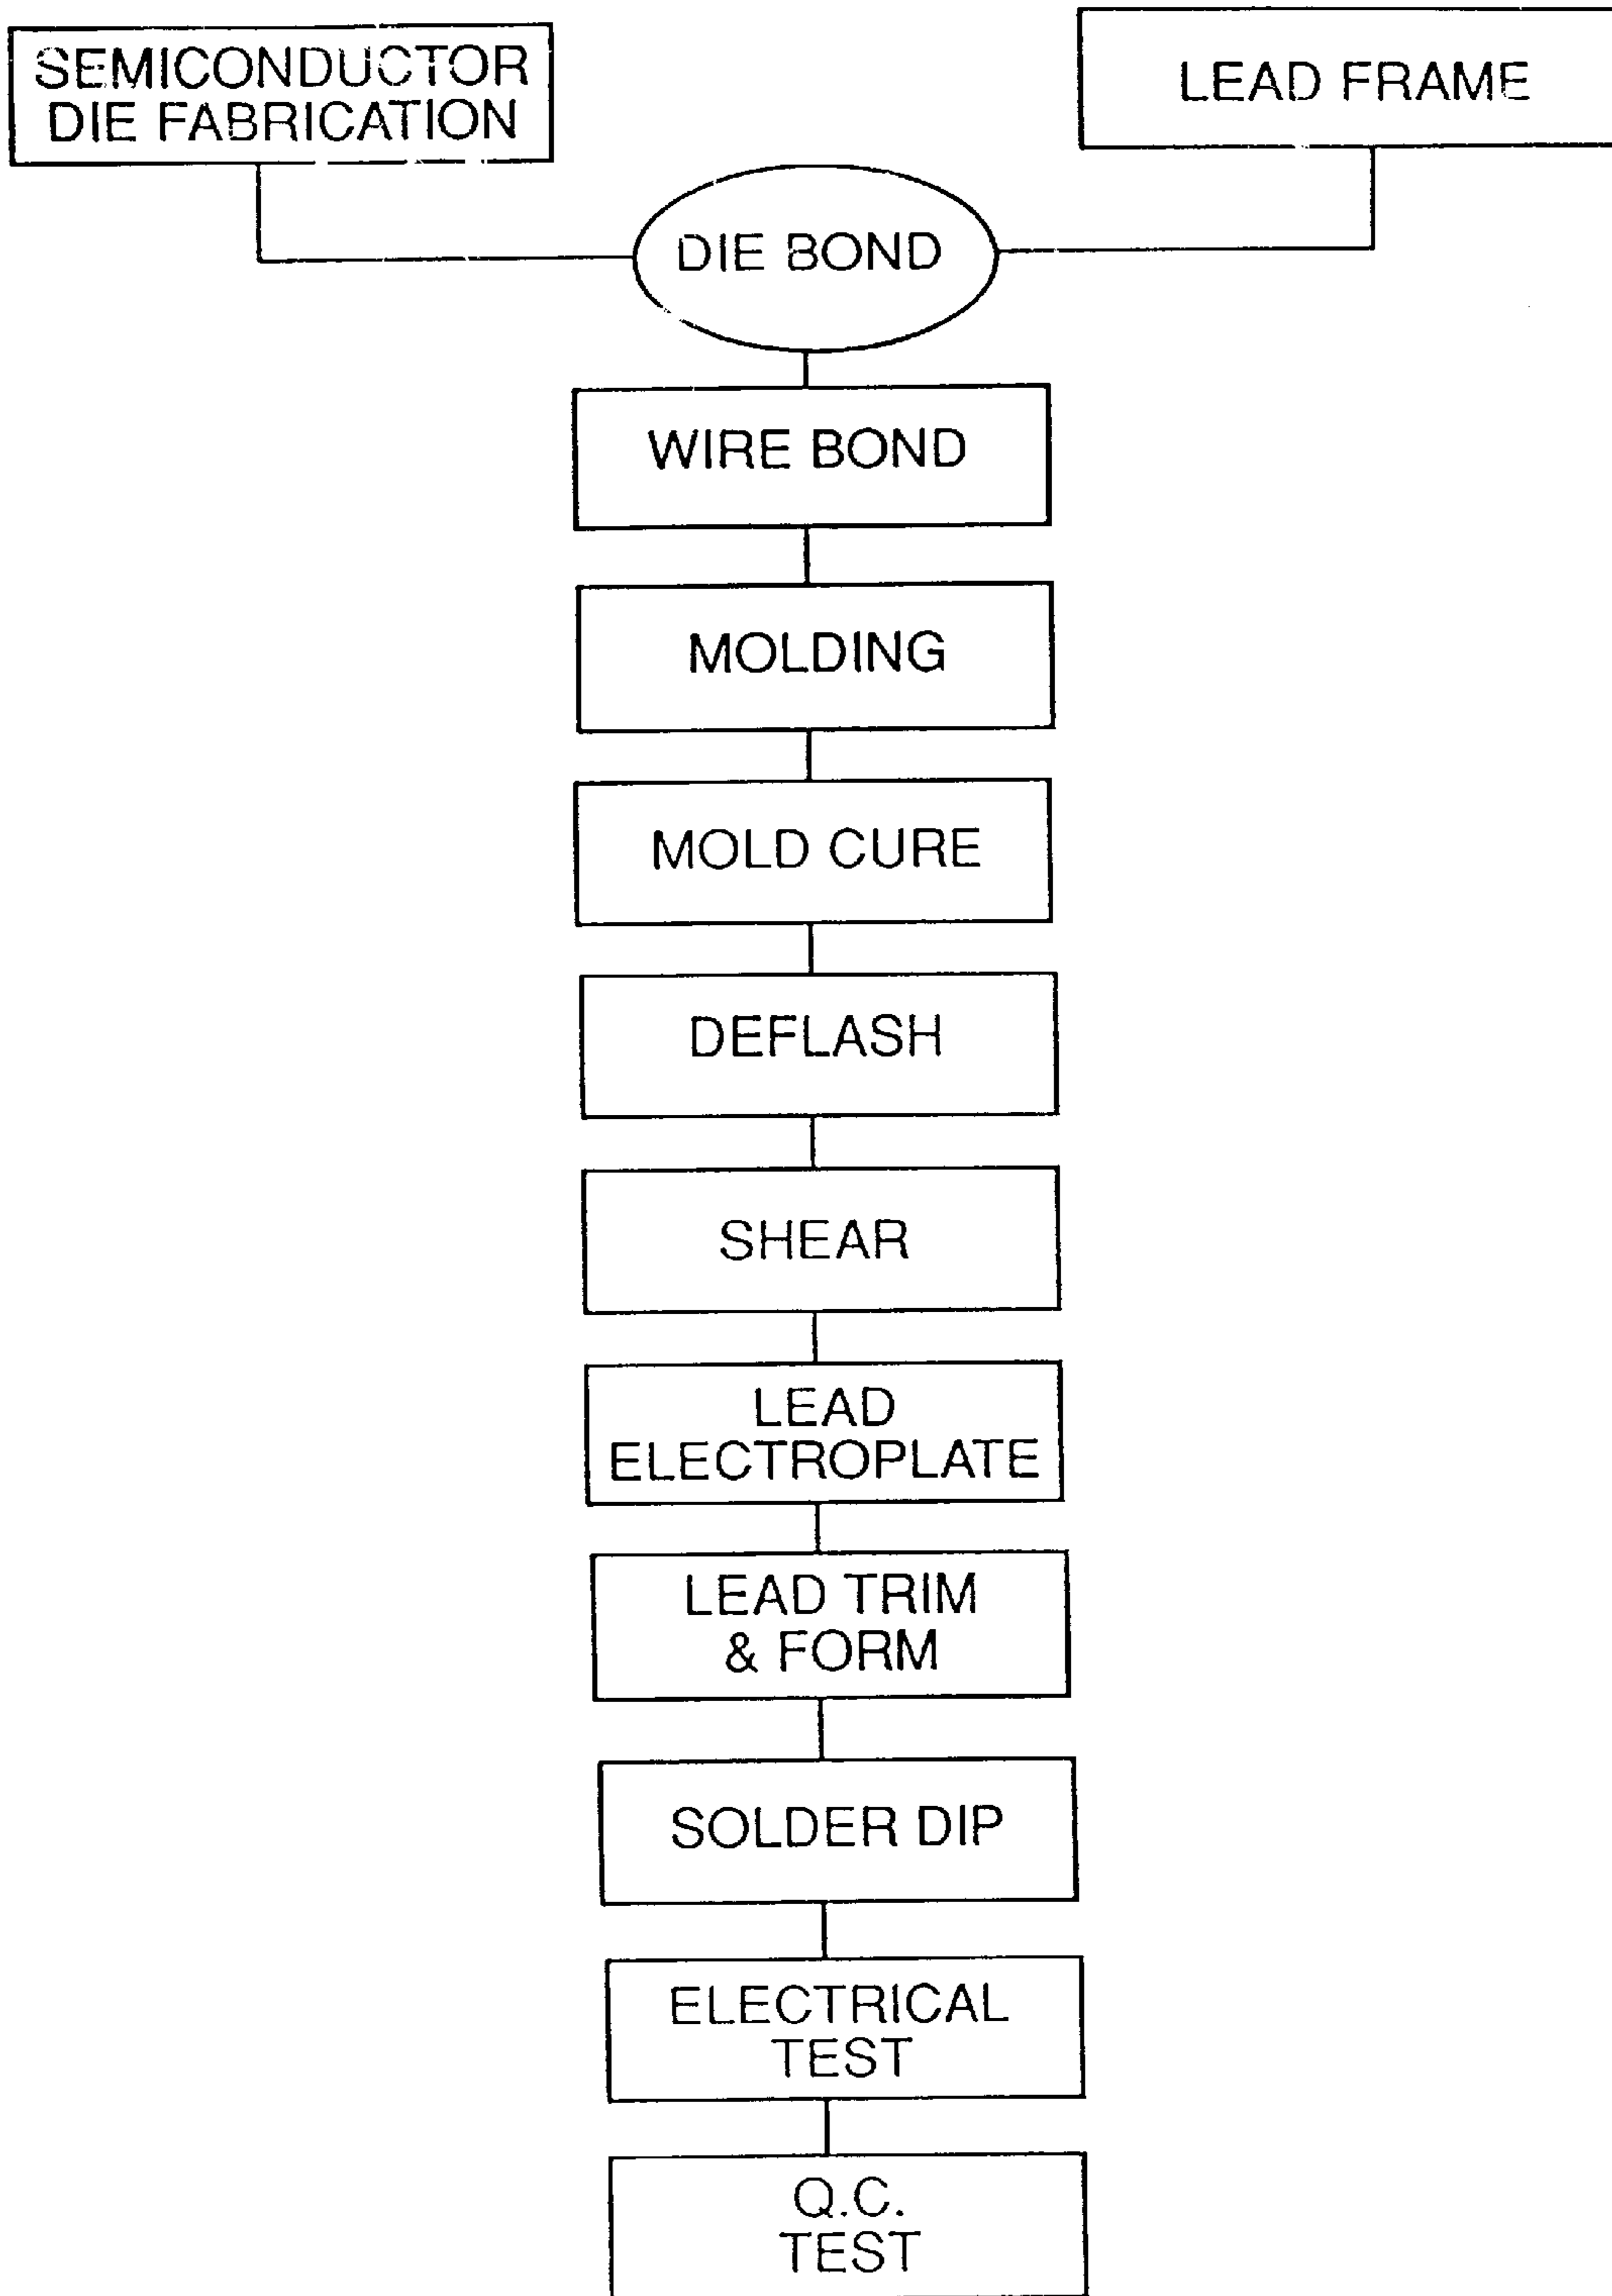 SEMICONDUCTOR
DIE FABRICATION
LEAD FRAME
DIE BOND
WIRE BOND
MOLDING
MOLD CURE
DEFLASH
SHEAR
LEAD
ELECTROPLATE
LEAD TRIM
& FORM
SOLDER DIP
ELECTRICAL
TEST
Q.C.
TEST